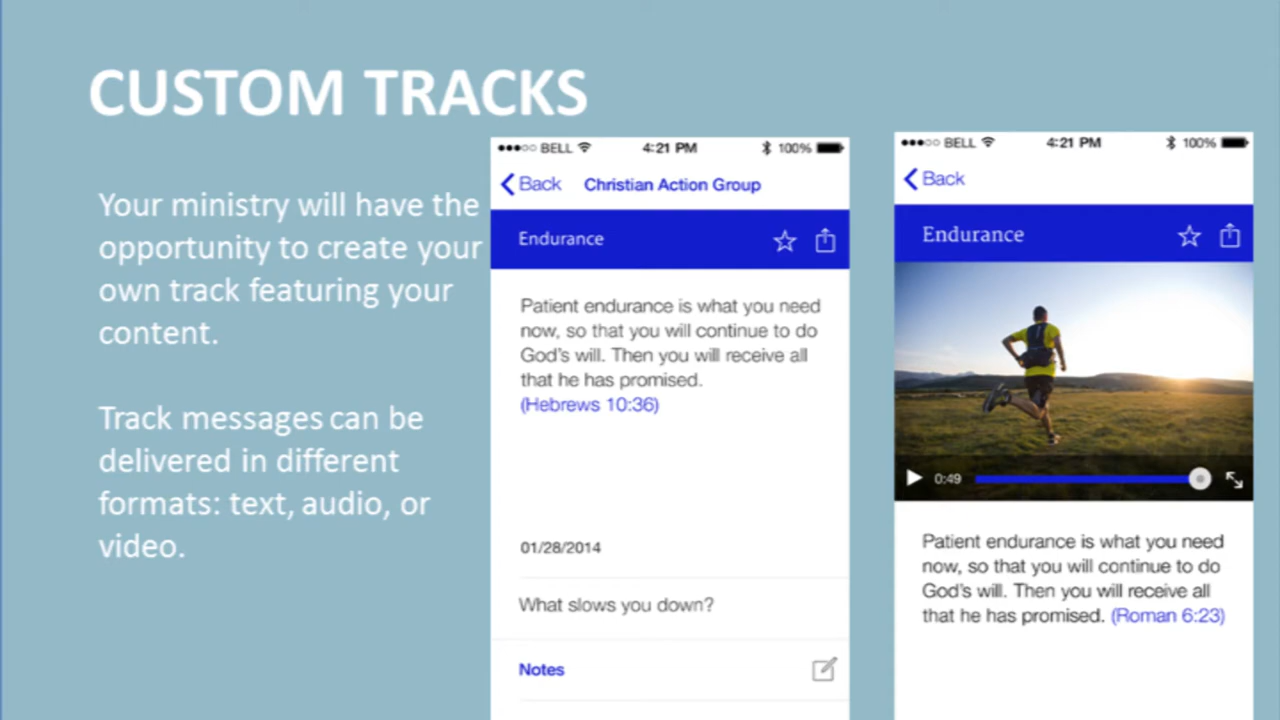 CUSTOM TRACKS
Your ministry will have the
opportunity to create your
own track featuring your
content.
Track messages can be
delivered in different
formats: text, audio, or
video.
BELL 4:21 PM 100%
Back Christian Action Group
Endurance
Patient endurance is what you need
now, so that you will continue to do
God's will. Then you will receive all
that he has promised.
(Hebrews 10:36)
01/28/2014
What slows you down?
Notes
BELL 4:21 PM 100%
Back
Endurance
0:49
Patient endurance is what you need
now, so that you will continue to do
God's will. Then you will receive all
that he has promised. (Roman 6:23)